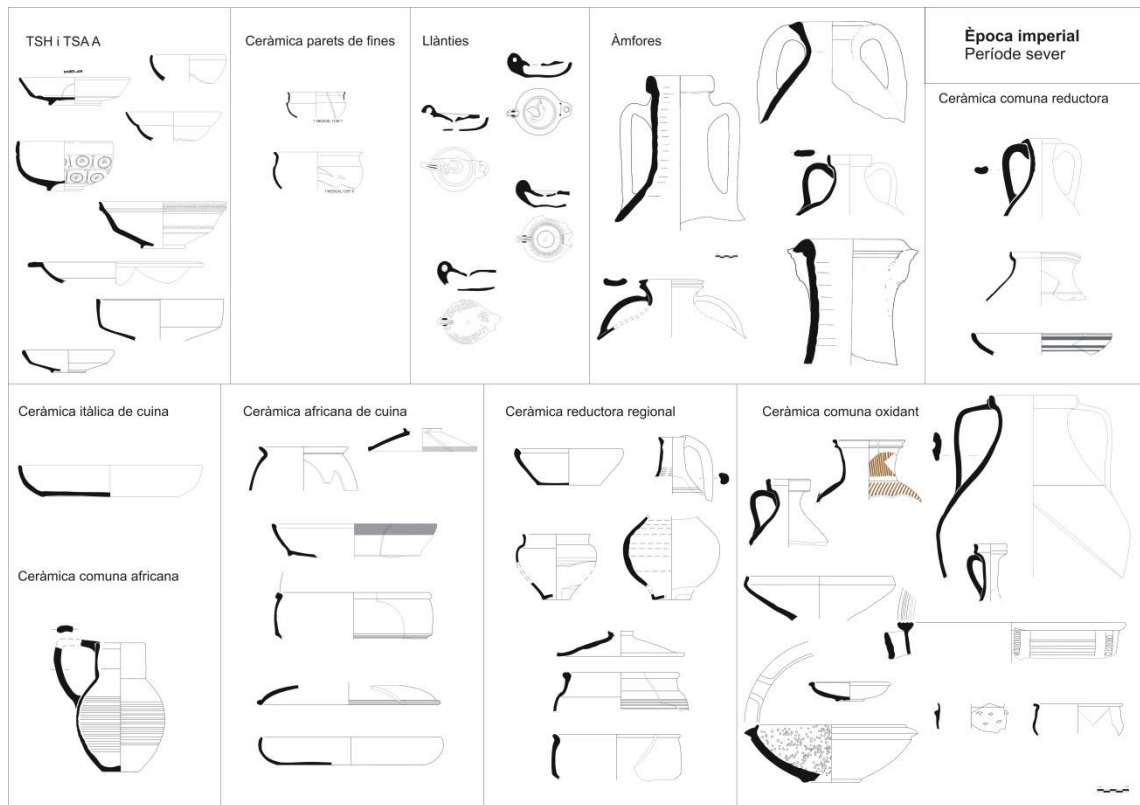 TSH i TSA A
Ceràmica parets de fines
Llànties
Àmfores
Època imperial
Període sever
Ceràmica comuna reductora
Ceràmica itàlica de cuina
Ceràmica africana de cuina
Ceràmica reductora regional
Ceràmica comuna oxidant
Ceràmica comuna africana